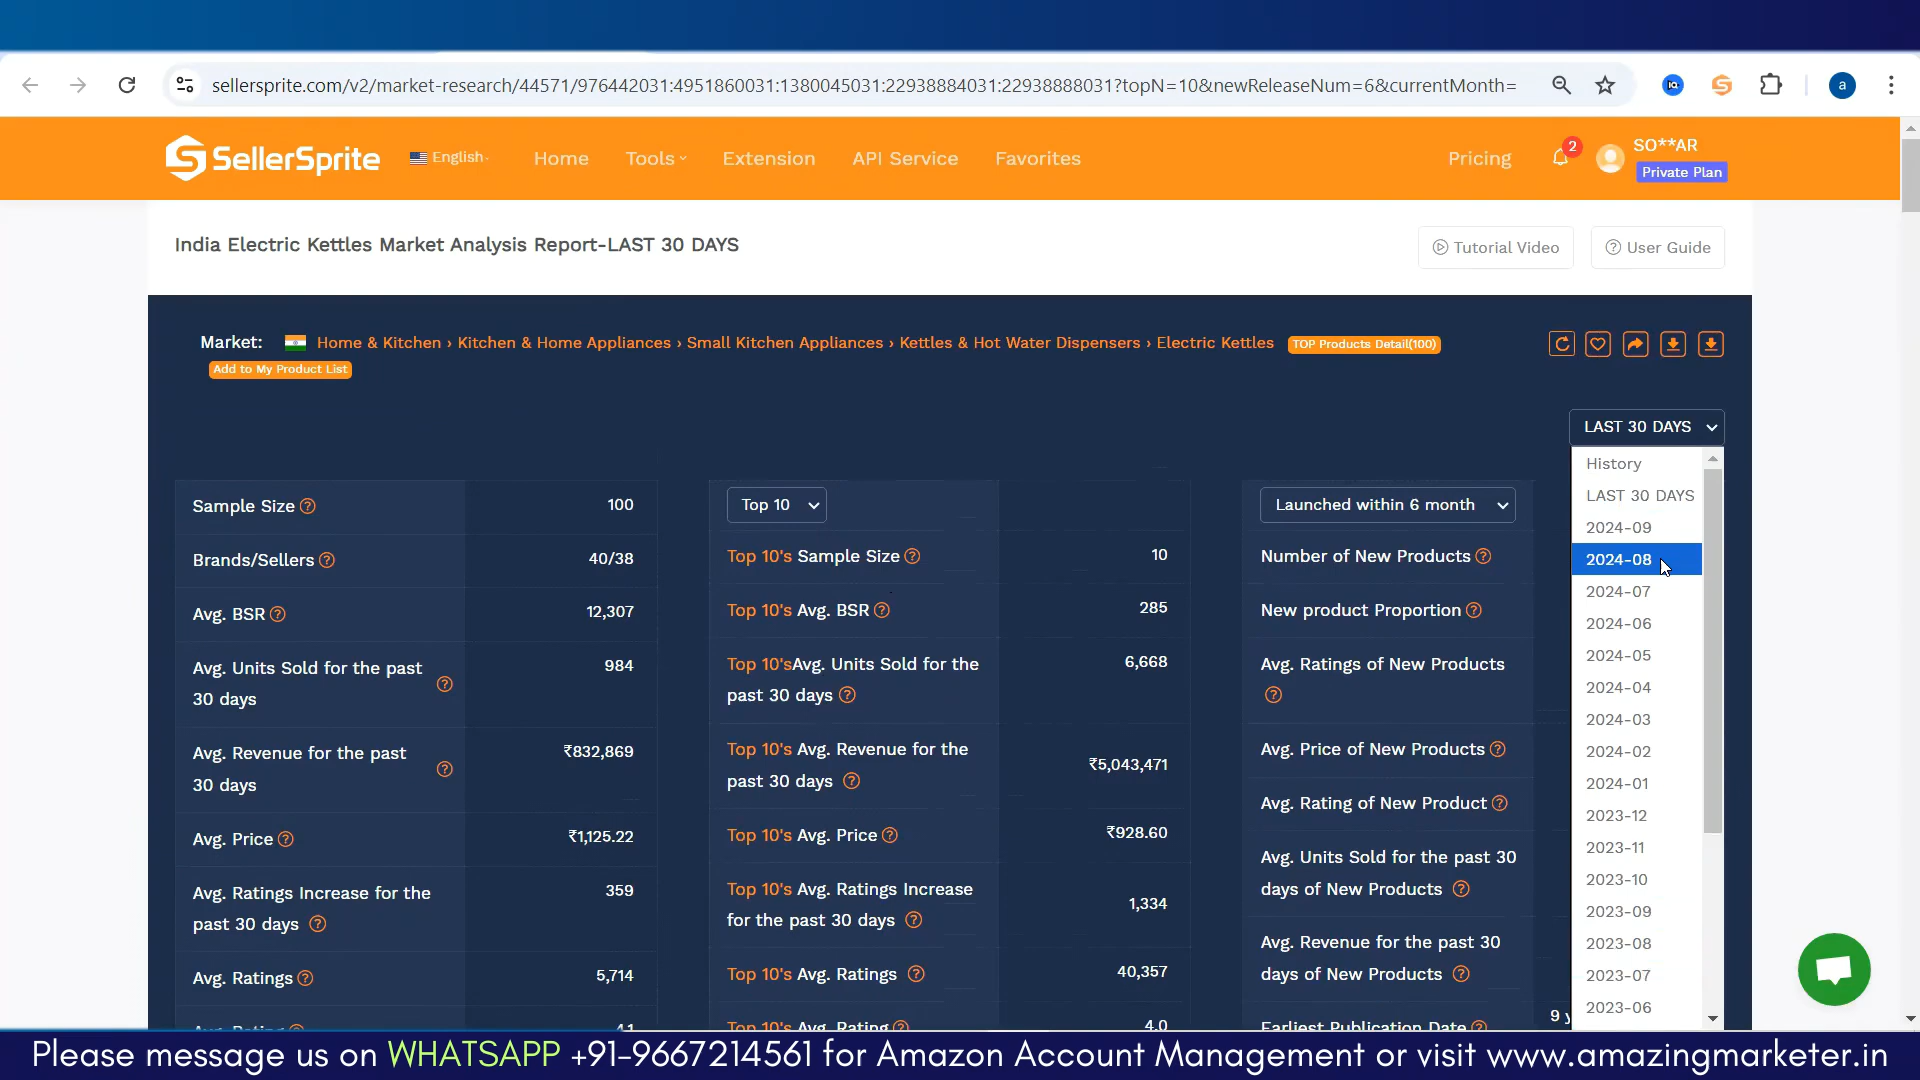 sellersprite.com/v2/market-research/44571/976442031:4951860031:1380045031:22938884031:22938888031?topN=10&newReleaseNum=6&currentMonth=
a
SellerSprite
English
Home
Tools
Extension
API Service
Favorites
Pricing
2
SO**AR
Private Plan
India Electric Kettles Market Analysis Report-LAST 30 DAYS
Tutorial Video
User Guide
Market: Home & Kitchen › Kitchen & Home Appliances › Small Kitchen Appliances › Kettles & Hot Water Dispensers › Electric Kettles TOP Products Detail(100)
Add to My Product List
LAST 30 DAYS
Sample Size 100
Brands/Sellers 40/38
Avg. BSR 12,307
Avg. Units Sold for the past
30 days
984
Avg. Revenue for the past
30 days
₹832,869
Avg. Price ₹1,125.22
Avg. Ratings Increase for the
past 30 days
359
Avg. Ratings 5,714
Avg. Rating 4.1
Top 10
Top 10's Sample Size 10
Top 10's Avg. BSR 285
Top 10'sAvg. Units Sold for the
past 30 days
6,668
Top 10's Avg. Revenue for the
past 30 days
₹5,043,471
Top 10's Avg. Price ₹928.60
Top 10's Avg. Ratings Increase
for the past 30 days
1,334
Top 10's Avg. Ratings 40,357
Top 10's Avg. Rating 4.0
Launched within 6 month
Number of New Products
New product Proportion
Avg. Ratings of New Products
Avg. Price of New Products
Avg. Rating of New Product
Avg. Units Sold for the past 30
days of New Products
Avg. Revenue for the past 30
days of New Products
Earliest Publication Date
9 y
History
LAST 30 DAYS
2024-09
2024-08
2024-07
2024-06
2024-05
2024-04
2024-03
2024-02
2024-01
2023-12
2023-11
2023-10
2023-09
2023-08
2023-07
2023-06
Please message us on WHATSAPP +91-9667214561 for Amazon Account Management or visit www.amazingmarketer.in